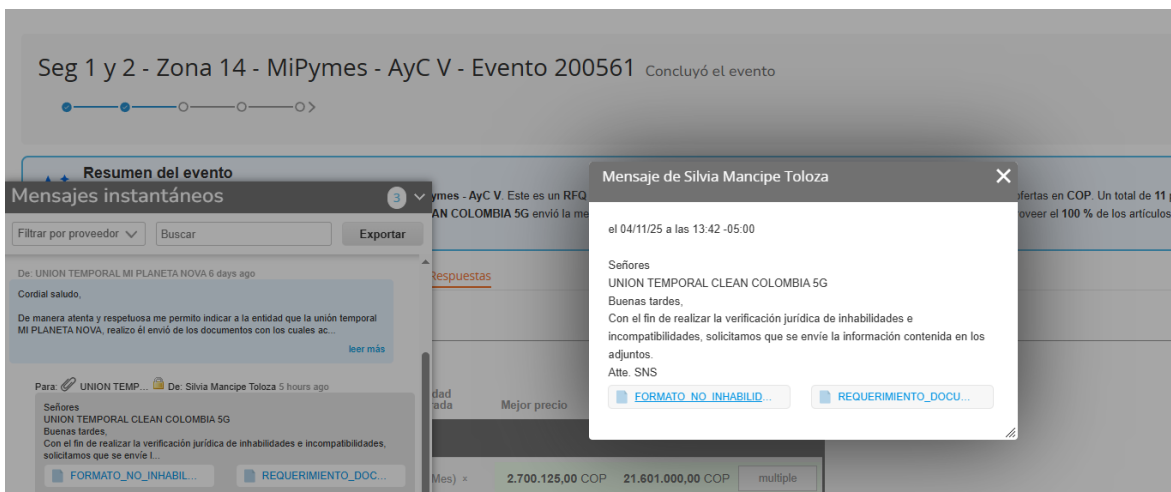 Seg 1 y 2 - Zona 14 - MiPymes - AyC V - Evento 200561 Concluyó el evento
Resumen del evento
ymes - AyC V. Este es un RFQ
ofertas en COP. Un total de 11
AN COLOMBIA 5G envió la me
roveer el 100 % de los artículos
Mensajes instantáneos 3
Filtrar por proveedor
Buscar
Exportar
De: UNION TEMPORAL MI PLANETA NOVA 6 days ago
Cordial saludo,
De manera atenta y respetuosa me permito indicar a la entidad que la unión temporal
MI PLANETA NOVA, realizo él envió de los documentos con los cuales ac...
leer más
Para: UNION TEMP... De: Silvia Mancipe Toloza 5 hours ago
Señores
UNION TEMPORAL CLEAN COLOMBIA 5G
Buenas tardes,
Con el fin de realizar la verificación jurídica de inhabilidades e incompatibilidades,
solicitamos que se envíe l...
FORMATO_NO_INHABIL...
REQUERIMIENTO_DOC...
Respuestas
dad
rada
Mejor precio
Mes) ×
2.700.125,00 COP
21.601.000,00 COP
multiple
Mensaje de Silvia Mancipe Toloza
el 04/11/25 a las 13:42 -05:00
Señores
UNION TEMPORAL CLEAN COLOMBIA 5G
Buenas tardes,
Con el fin de realizar la verificación jurídica de inhabilidades e
incompatibilidades, solicitamos que se envíe la información contenida en los
adjuntos.
Atte. SNS
FORMATO_NO_INHABILID...
REQUERIMIENTO_DOCU...